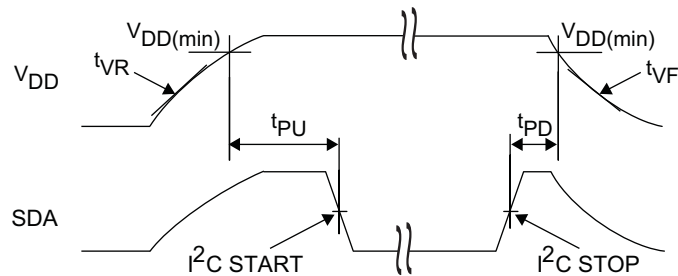 VDD(min) VDD(min)
tVR tVF
VDD
tPU tPD
SDA
I²C START I²C STOP